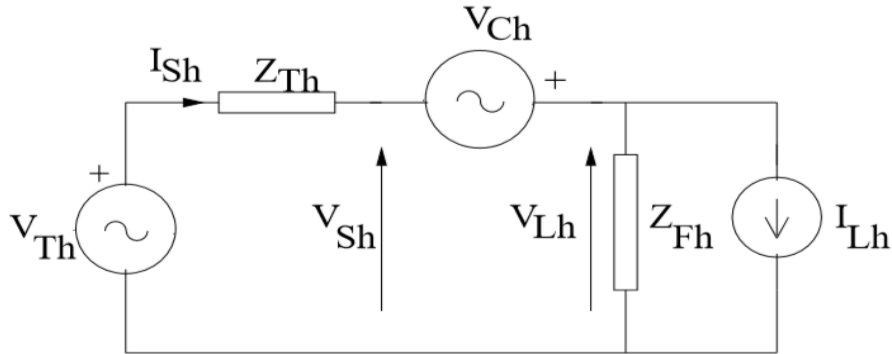 V_Ch
I_Sh
Z_Th
+
+
V_Th
V_Sh
V_Lh
Z_Fh
I_Lh